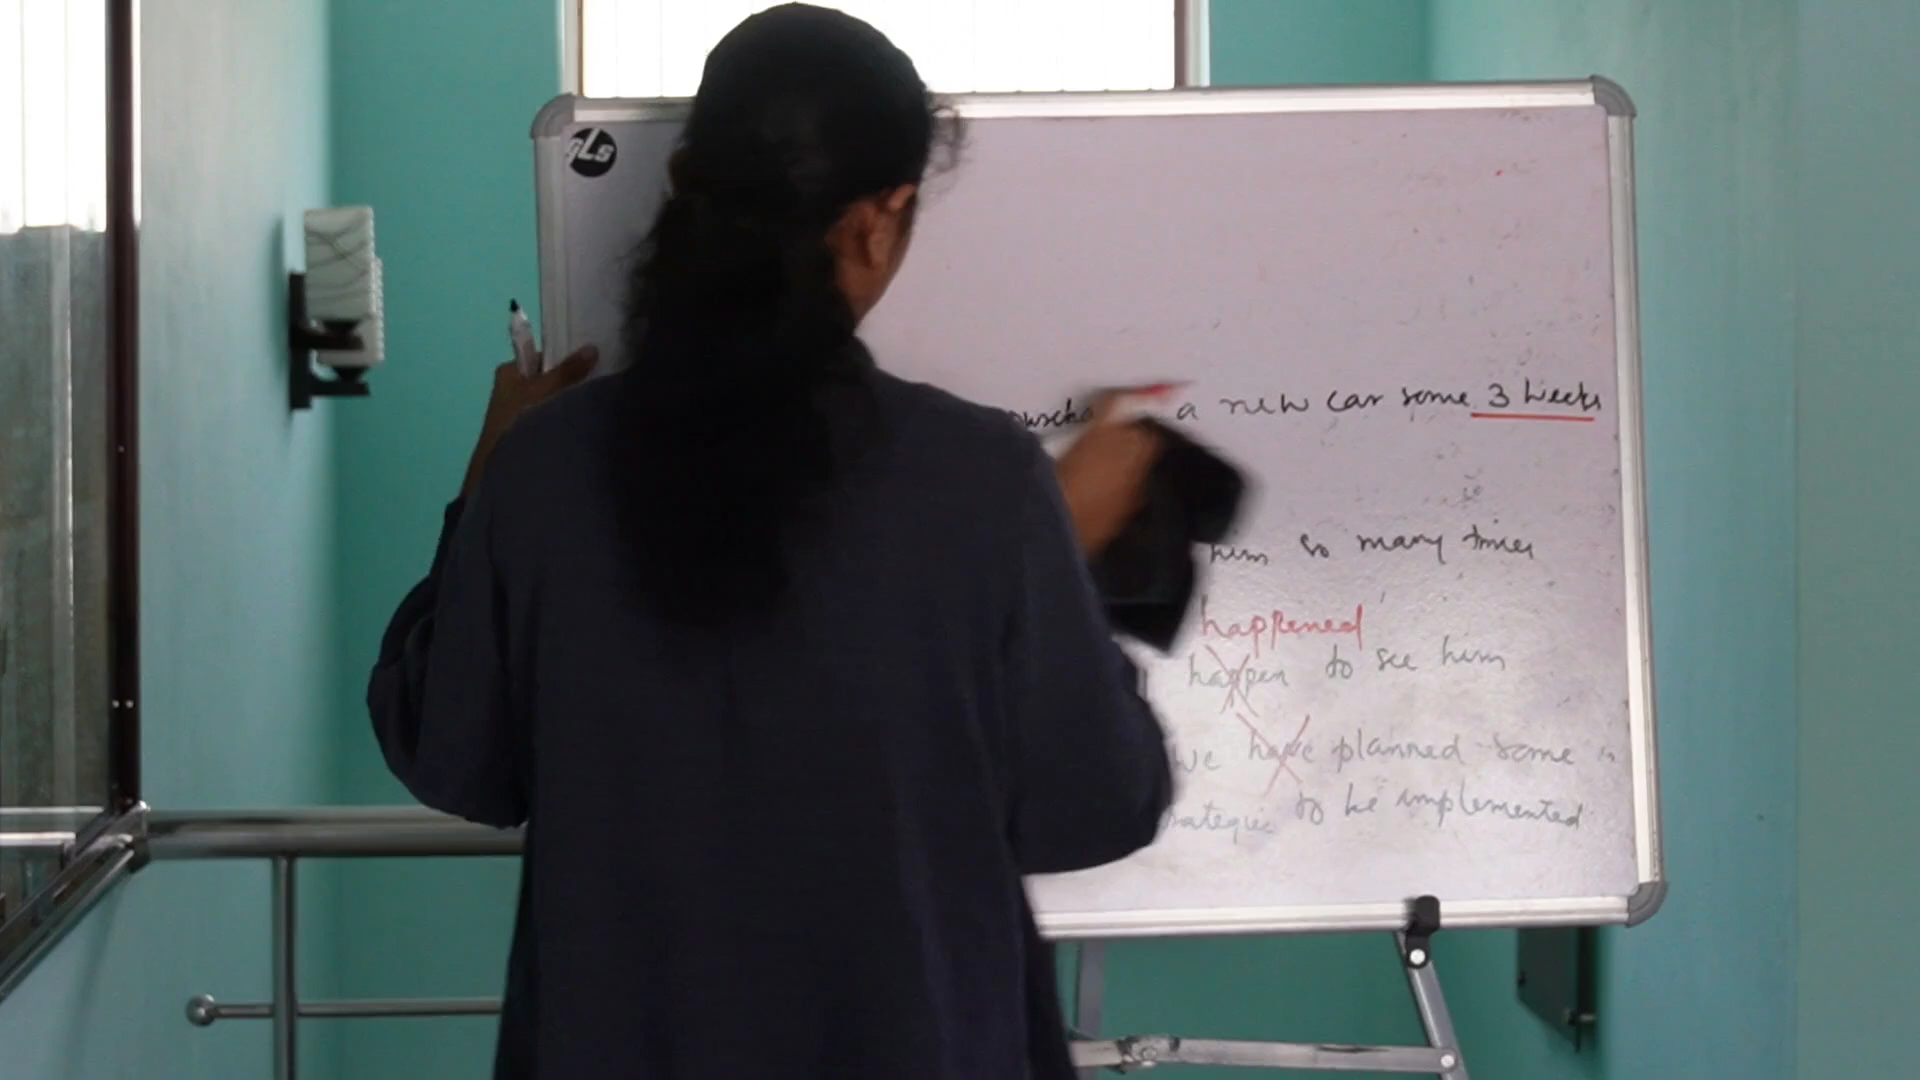 gLs
a new car some 3 weeks
him so many times
happened
happen to see him
we have planned some
to be implemented